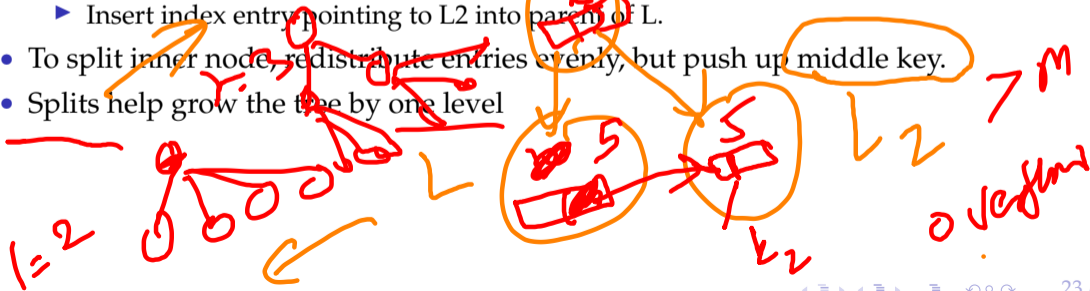 ▶ Insert index entry pointing to L2 into parent of L.
• To split inner node, redistribute entries evenly, but push up middle key.
• Splits help grow the tree by one level
> m
L
5
5
L2
overflow
k2
l=2
23